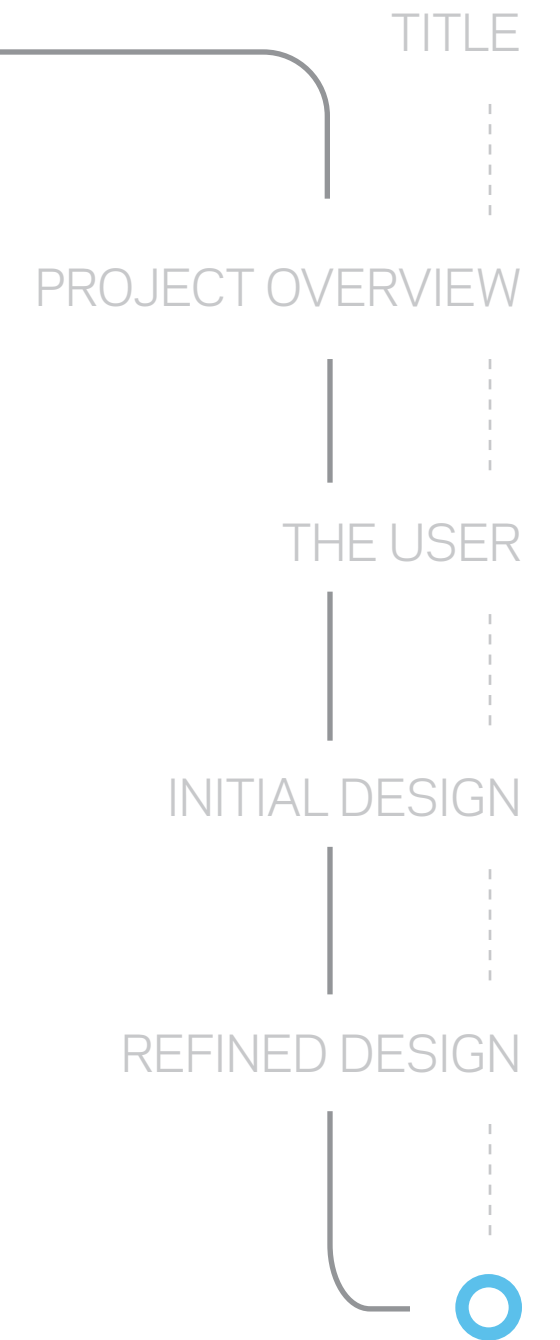 TITLE
PROJECT OVERVIEW
THE USER
INITIAL DESIGN
REFINED DESIGN